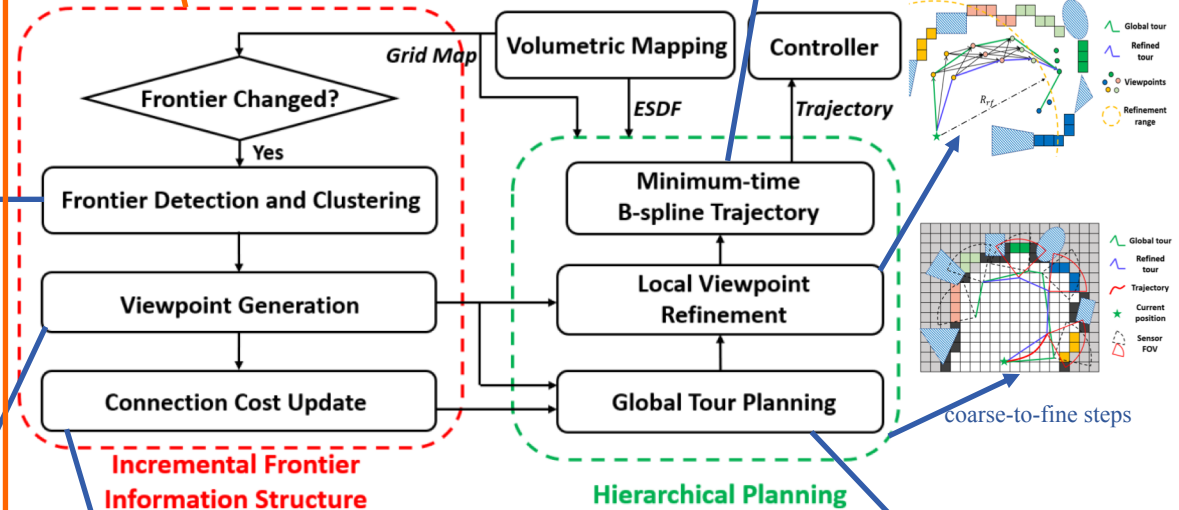 Grid Map
Volumetric Mapping
Controller
Frontier Changed?
Yes
ESDF
Trajectory
Frontier Detection and Clustering
Viewpoint Generation
Connection Cost Update
Incremental Frontier
Information Structure
Minimum-time
B-spline Trajectory
Local Viewpoint
Refinement
Global Tour Planning
Hierarchical Planning
Global tour
Refined
tour
Viewpoints
Refinement
range
R_rf
Global tour
Refined
tour
Trajectory
Current
position
Sensor
FOV
coarse-to-fine steps